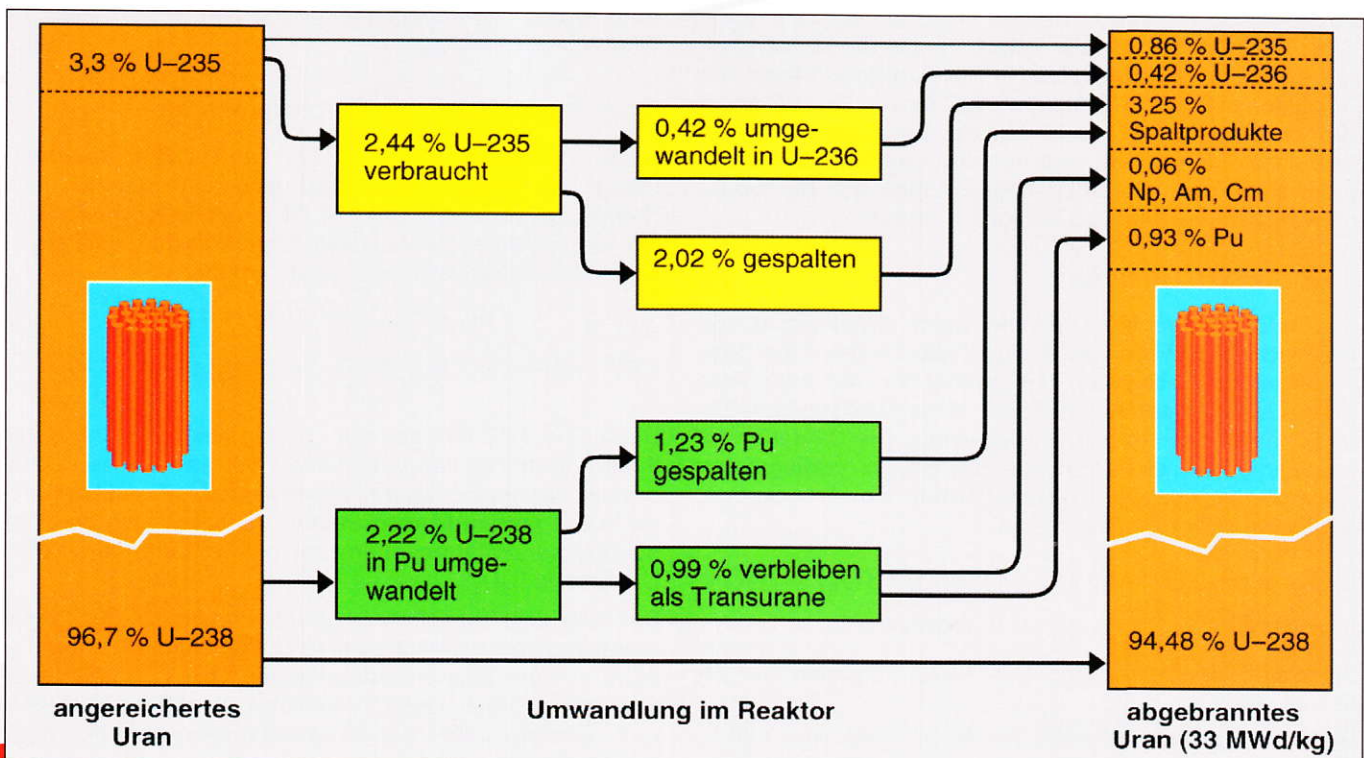 3,3 % U–235
96,7 % U–238
angereichertes
Uran
2,44 % U–235
verbraucht
0,42 % umge-
wandelt in U–236
2,02 % gespalten
2,22 % U–238
in Pu umge-
wandelt
1,23 % Pu
gespalten
0,99 % verbleiben
als Transurane
Umwandlung im Reaktor
0,86 % U–235
0,42 % U–236
3,25 %
Spaltprodukte
0,06 %
Np, Am, Cm
0,93 % Pu
94,48 % U–238
abgebranntes
Uran (33 MWd/kg)